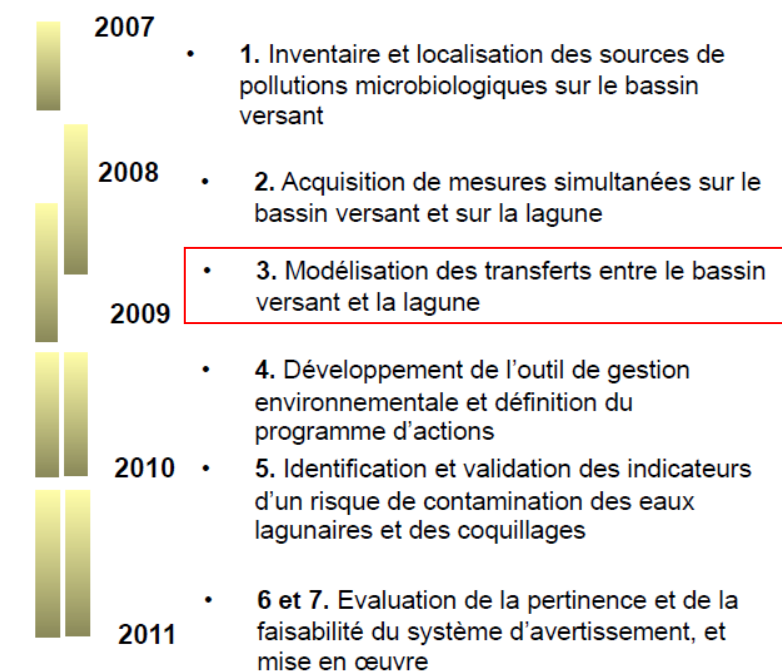 2007
• 1. Inventaire et localisation des sources de
pollutions microbiologiques sur le bassin
versant
2008
• 2. Acquisition de mesures simultanées sur le
bassin versant et sur la lagune
• 3. Modélisation des transferts entre le bassin
versant et la lagune
2009
• 4. Développement de l’outil de gestion
environnementale et définition du
programme d’actions
2010
• 5. Identification et validation des indicateurs
d’un risque de contamination des eaux
lagunaires et des coquillages
• 6 et 7. Evaluation de la pertinence et de la
faisabilité du système d’avertissement, et
mise en œuvre
2011